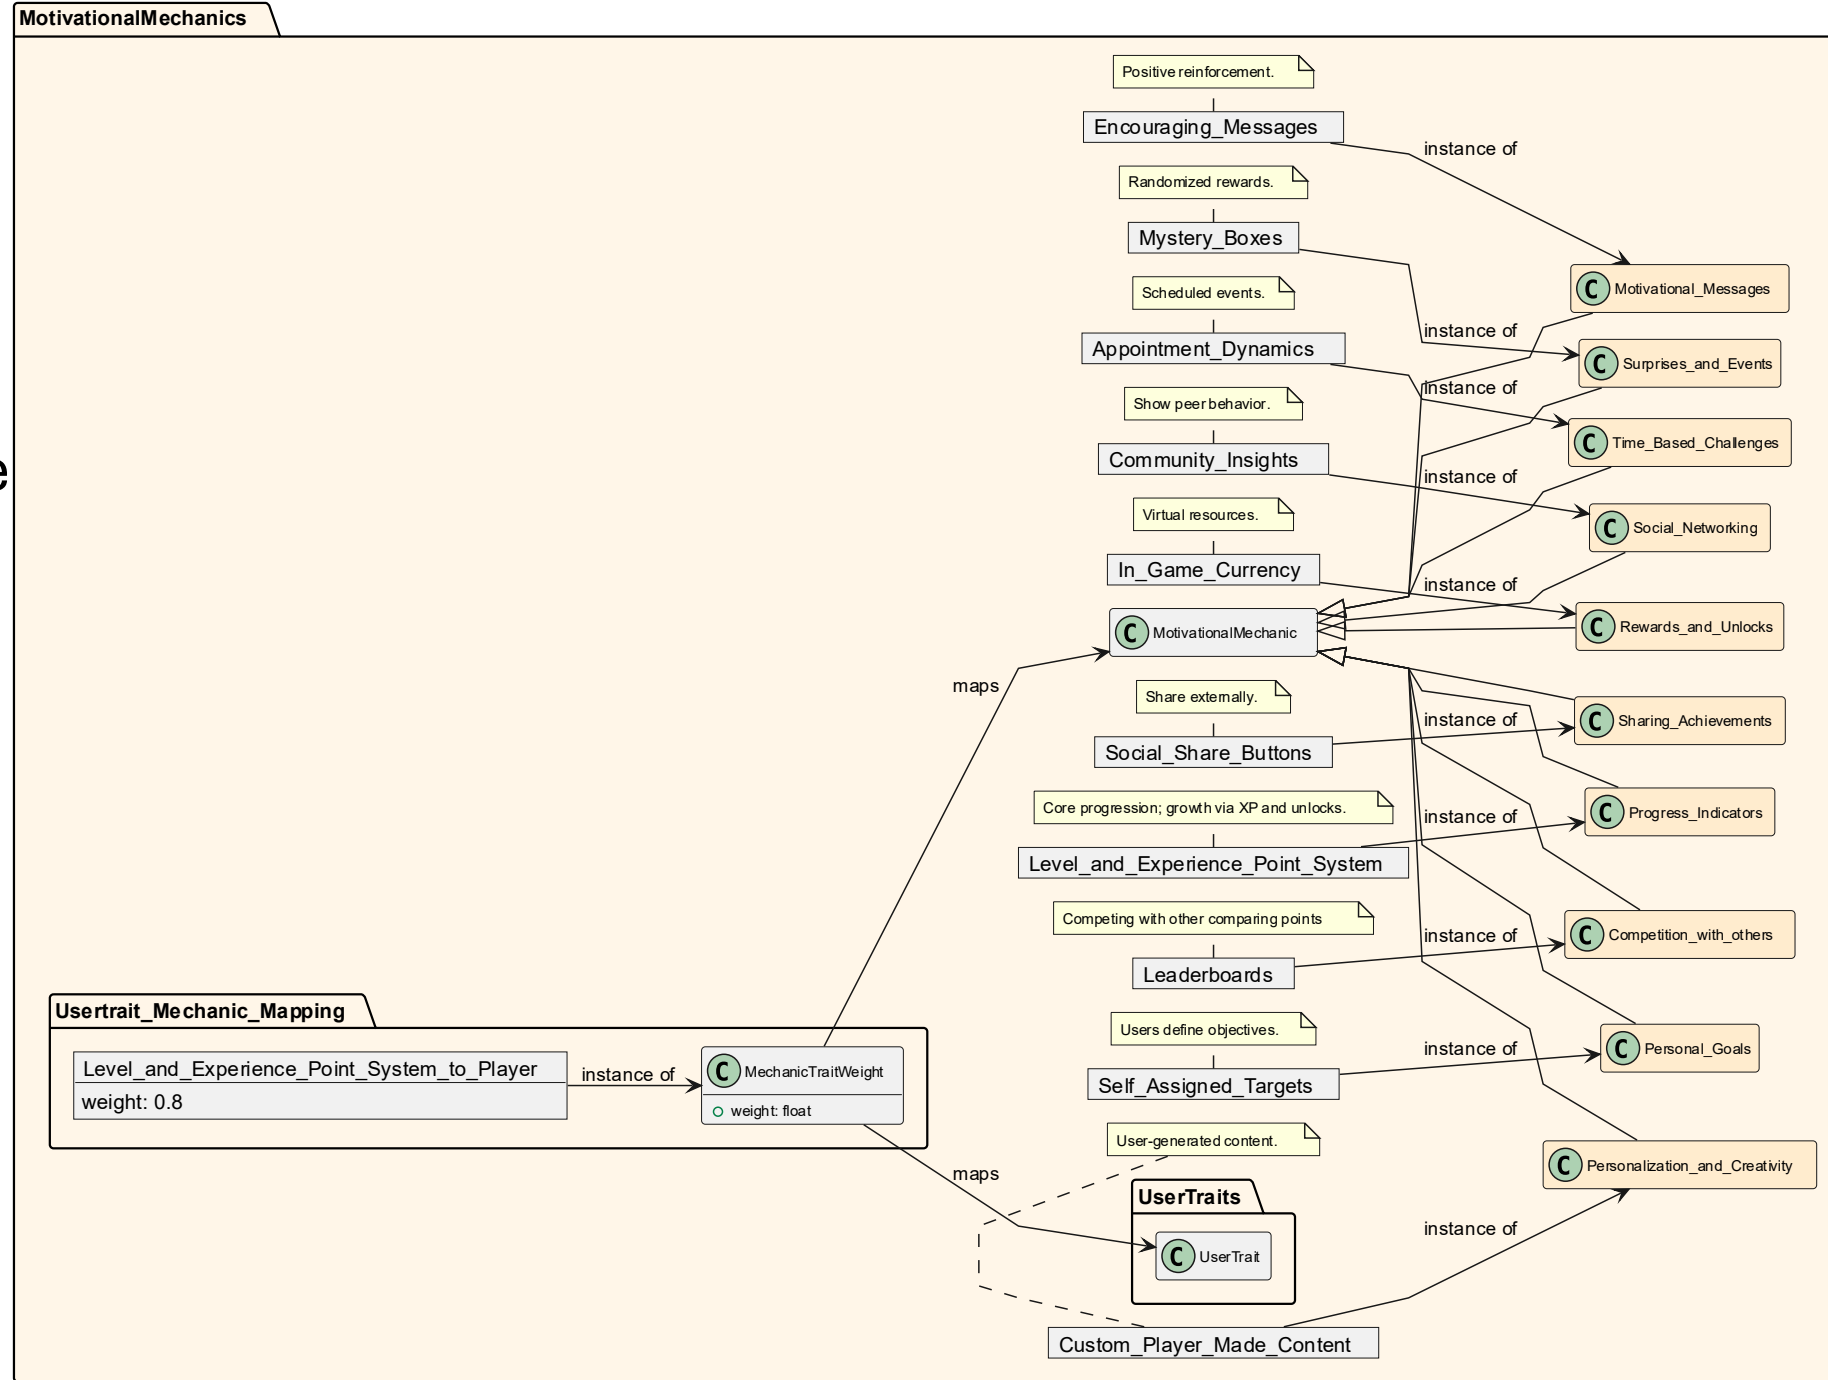 MotivationalMechanics
Positive reinforcement.
Encouraging_Messages
instance of
Randomized rewards.
Mystery_Boxes
Motivational_Messages
Scheduled events.
instance of
Appointment_Dynamics
Surprises_and_Events
instance of
Show peer behavior.
Time_Based_Challenges
Community_Insights
instance of
e
Virtual resources.
Social_Networking
In_Game_Currency
instance of
MotivationalMechanic
Rewards_and_Unlocks
maps
Share externally.
instance of
Sharing_Achievements
Social_Share_Buttons
Core progression; growth via XP and unlocks.
instance of
Progress_Indicators
Level_and_Experience_Point_System
Competing with other comparing points
instance of
Competition_with_others
Leaderboards
Usertrait_Mechanic_Mapping
Users define objectives.
instance of
Personal_Goals
Level_and_Experience_Point_System_to_Player
weight: 0.8
instance of
MechanicTraitWeight
weight: float
Self_Assigned_Targets
User-generated content.
maps
Personalization_and_Creativity
UserTraits
UserTrait
instance of
Custom_Player_Made_Content